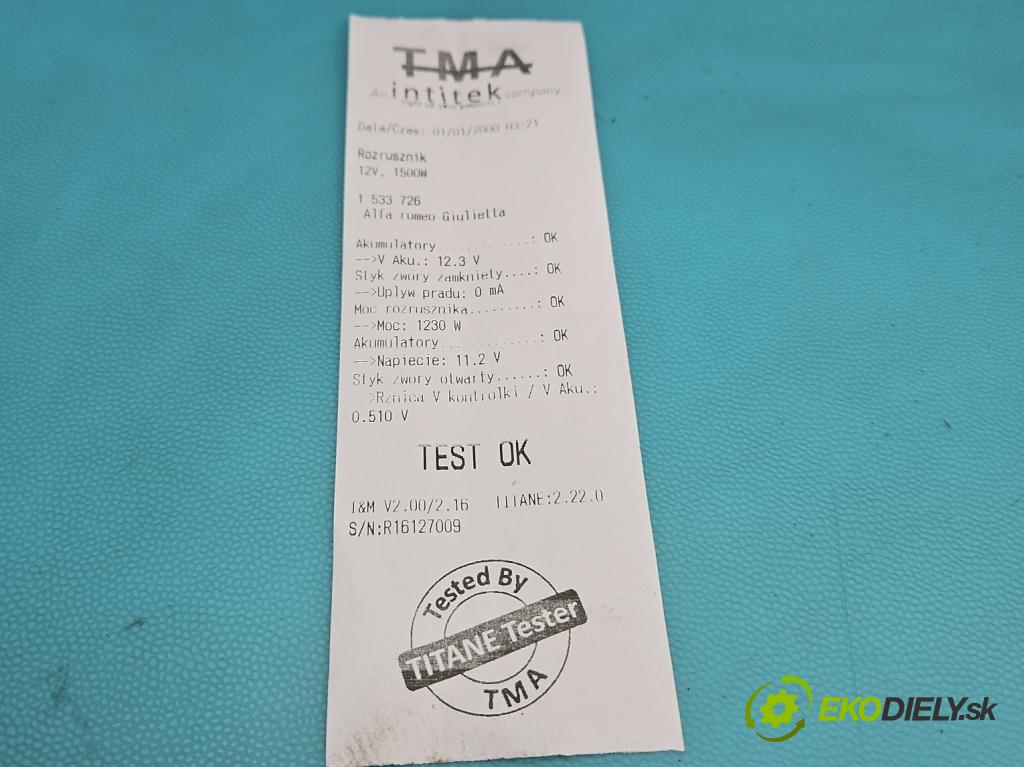 TMA
An intitek company
Data/Czas: 01/01/2000 03:21
Rozrusznik
12V, 1500W
1 533 726
Alfa romeo Giulietta
Akumulatory.............: OK
-->V Aku.: 12.3 V
Styk zwory zamkniety....: OK
-->Uplyw pradu: 0 mA
Moc rozrusznika.........: OK
-->Moc: 1230 W
Akumulatory.............: OK
-->Napiecie: 11.2 V
Styk zwory otwarty......: OK
-->Rznica V kontrolki / V Aku.:
0.510 V
TEST OK
I&M V2.00/2.16 TITANE:2.22.0
S/N:R16127009
Tested By
TITANE Tester
TMA
EKODIELY.sk